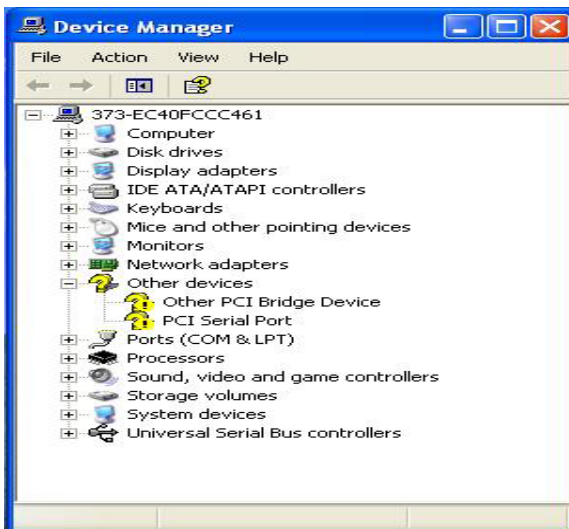 Device Manager
File Action View Help
373-EC40FCCC461
Computer
Disk drives
Display adapters
IDE ATA/ATAPI controllers
Keyboards
Mice and other pointing devices
Monitors
Network adapters
Other devices
Other PCI Bridge Device
PCI Serial Port
Ports (COM & LPT)
Processors
Sound, video and game controllers
Storage volumes
System devices
Universal Serial Bus controllers